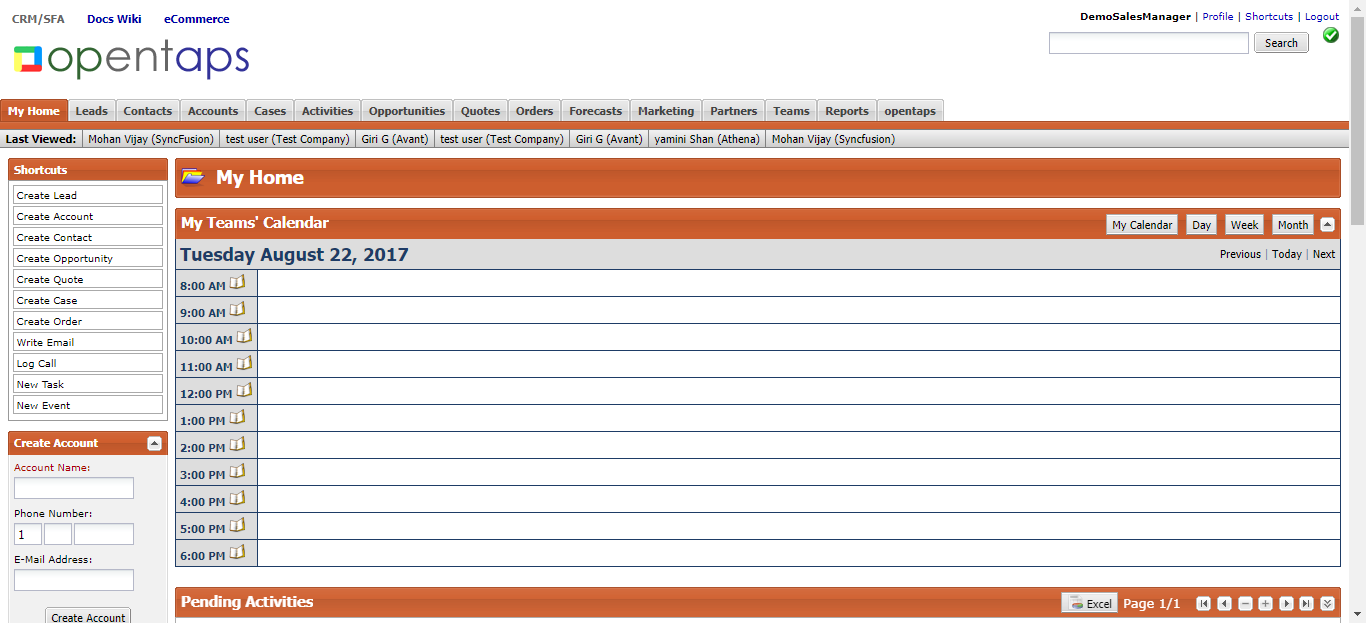 CRM/SFA Docs Wiki eCommerce
DemoSalesManager | Profile | Shortcuts | Logout
opentaps
Search
My Home Leads Contacts Accounts Cases Activities Opportunities Quotes Orders Forecasts Marketing Partners Teams Reports opentaps
Last Viewed: Mohan Vijay (SyncFusion) test user (Test Company) Giri G (Avant) test user (Test Company) Giri G (Avant) yamini Shan (Athena) Mohan Vijay (Syncfusion)
Shortcuts
Create Lead
Create Account
Create Contact
Create Opportunity
Create Quote
Create Case
Create Order
Write Email
Log Call
New Task
New Event
Create Account
Account Name:
Phone Number:
1
E-Mail Address:
Create Account
My Home
My Teams' Calendar
My Calendar Day Week Month
Tuesday August 22, 2017
Previous | Today | Next
8:00 AM
9:00 AM
10:00 AM
11:00 AM
12:00 PM
1:00 PM
2:00 PM
3:00 PM
4:00 PM
5:00 PM
6:00 PM
Pending Activities
Excel Page 1/1